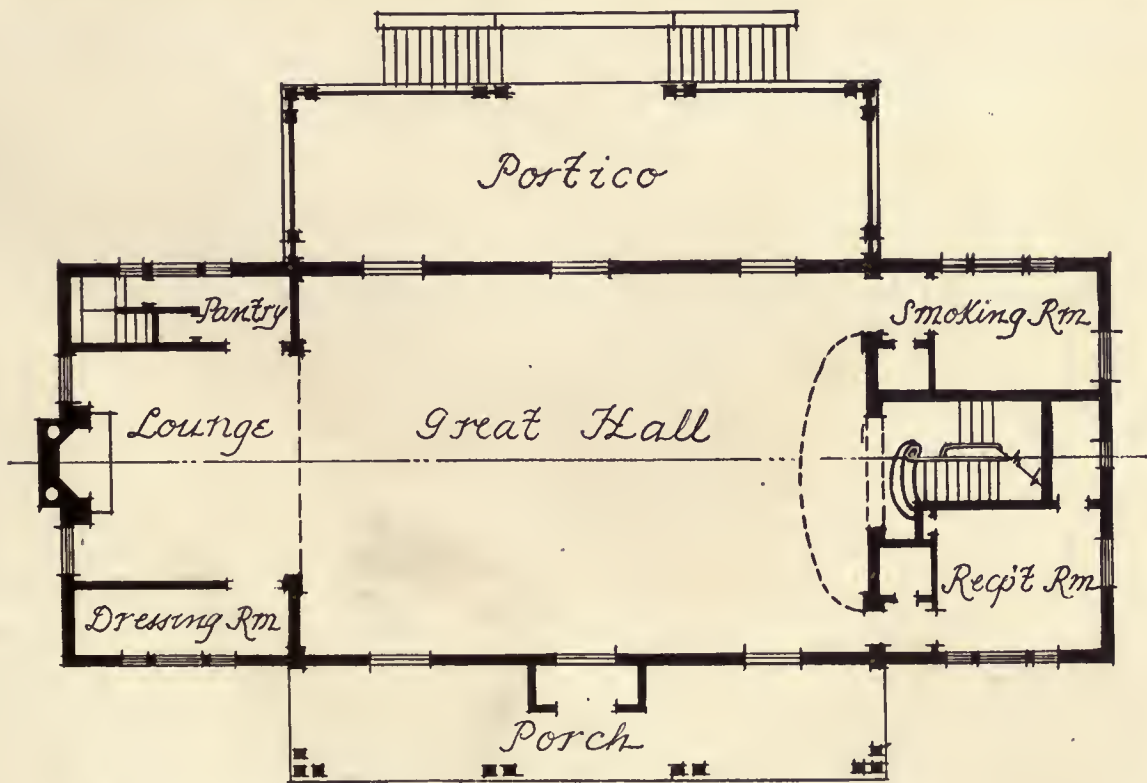 Portico
Pantry
Smoking Rm
Lounge
Great Hall
Dressing Rm
Recp't Rm
Porch